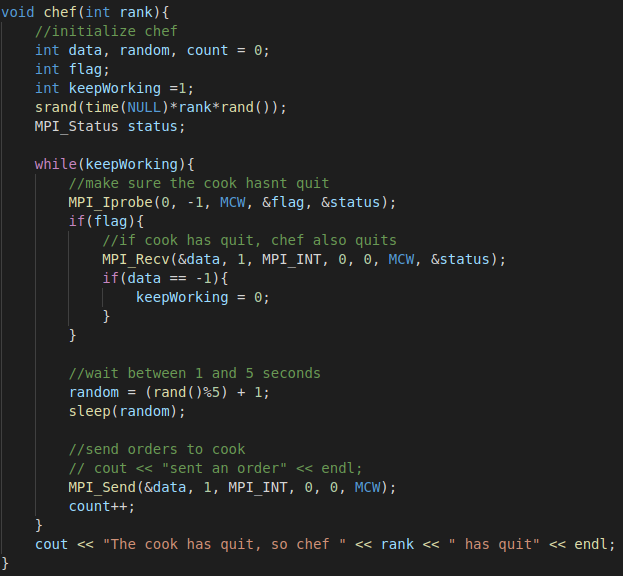 void chef(int rank){
    //initialize chef
    int data, random, count = 0;
    int flag;
    int keepWorking =1;
    srand(time(NULL)*rank*rand());
    MPI_Status status;

    while(keepWorking){
        //make sure the cook hasnt quit
        MPI_Iprobe(0, -1, MCW, &flag, &status);
        if(flag){
            //if cook has quit, chef also quits
            MPI_Recv(&data, 1, MPI_INT, 0, 0, MCW, &status);
            if(data == -1){
                keepWorking = 0;
            }
        }

        //wait between 1 and 5 seconds
        random = (rand()%5) + 1;
        sleep(random);

        //send orders to cook
        // cout << "sent an order" << endl;
        MPI_Send(&data, 1, MPI_INT, 0, 0, MCW);
        count++;
    }
    cout << "The cook has quit, so chef " << rank << " has quit" << endl;
}